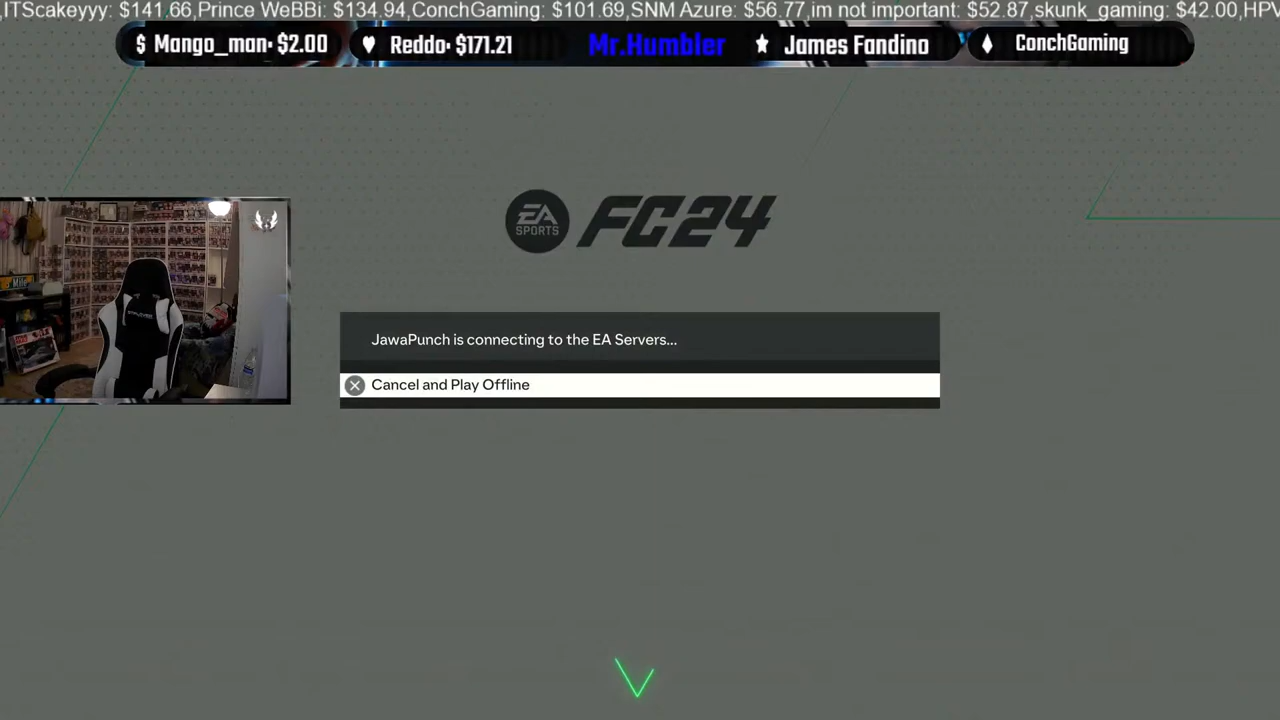 ,ITScakeyyy: $141.66,Prince WeBBi: $134.94,ConchGaming: $101.69,SNM Azure: $56.77,im not important: $52.87,skunk_gaming: $42.00,HPV
$ Mango_man: $2.00
Reddo: $171.21
Mr.Humbler
James Fandino
ConchGaming
EA SPORTS FC24
JawaPunch is connecting to the EA Servers...
Cancel and Play Offline